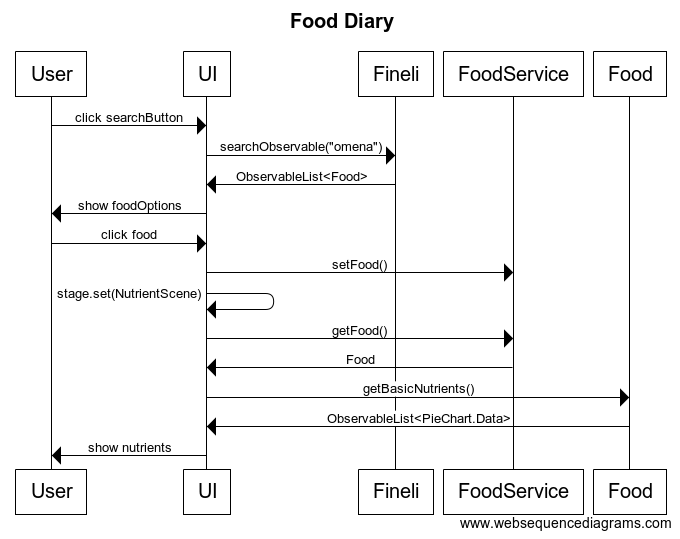 Food Diary
User
UI
Fineli
FoodService
Food
click searchButton
searchObservable("omena")
ObservableList<Food>
show foodOptions
click food
setFood()
stage.set(NutrientScene)
getFood()
Food
getBasicNutrients()
ObservableList<PieChart.Data>
show nutrients
User
UI
Fineli
FoodService
Food
www.websequencediagrams.com